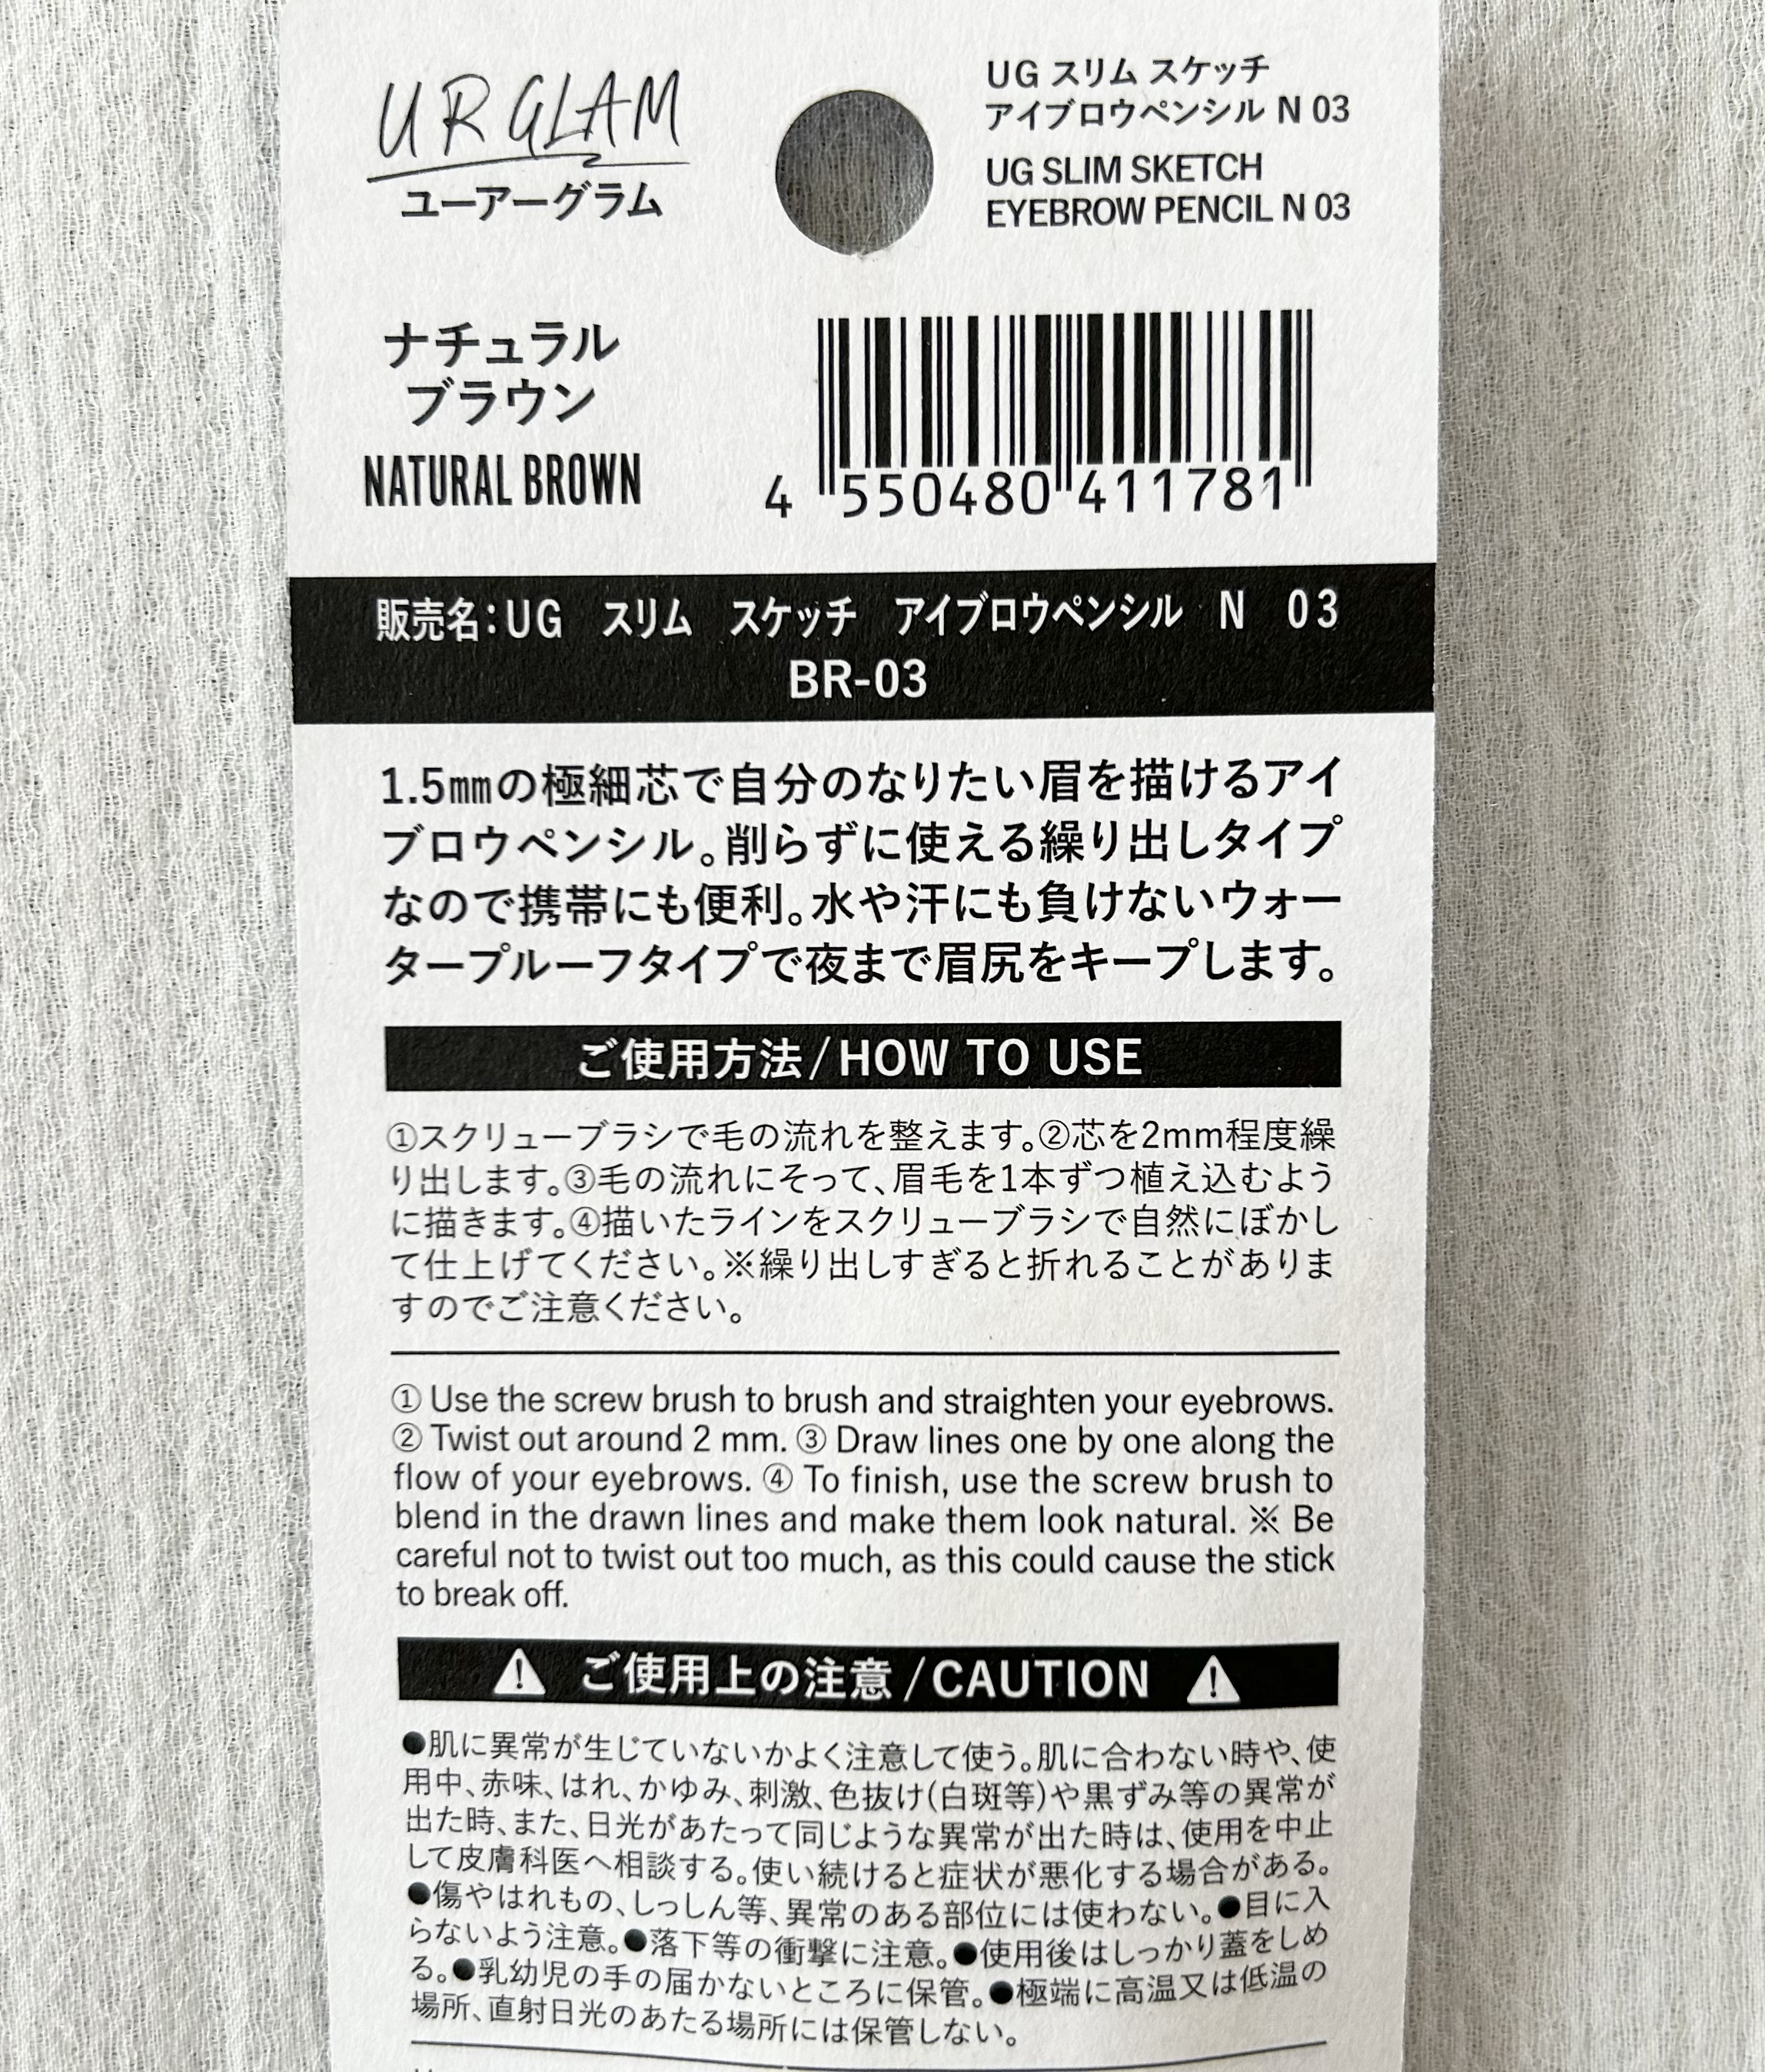 UR GLAM
ユーアーグラム
UG スリム スケッチ
アイブロウペンシル N 03
UG SLIM SKETCH
EYEBROW PENCIL N 03
ナチュラル
ブラウン
NATURAL BROWN
4 550480 411781
販売名：UG　スリム　スケッチ　アイブロウペンシル　N　03
BR-03
1.5㎜の極細芯で自分のなりたい眉を描けるアイ
ブロウペンシル。削らずに使える繰り出しタイプ
なので携帯にも便利。水や汗にも負けないウォー
タープルーフタイプで夜まで眉尻をキープします。
ご使用方法/HOW TO USE
①スクリューブラシで毛の流れを整えます。②芯を2mm程度繰
り出します。③毛の流れにそって、眉毛を1本ずつ植え込むよう
に描きます。④描いたラインをスクリューブラシで自然にぼかし
て仕上げてください。※繰り出しすぎると折れることがありま
すのでご注意ください。
① Use the screw brush to brush and straighten your eyebrows.
② Twist out around 2 mm. ③ Draw lines one by one along the
flow of your eyebrows. ④ To finish, use the screw brush to
blend in the drawn lines and make them look natural. ※ Be
careful not to twist out too much, as this could cause the stick
to break off.
⚠ ご使用上の注意 /CAUTION ⚠
●肌に異常が生じていないかよく注意して使う。肌に合わない時や、使
用中、赤味、はれ、かゆみ、刺激、色抜け(白斑等)や黒ずみ等の異常が
出た時、また、日光があたって同じような異常が出た時は、使用を中止
して皮膚科医へ相談する。使い続けると症状が悪化する場合がある。
●傷やはれもの、しっしん等、異常のある部位には使わない。●目に入
らないよう注意。●落下等の衝撃に注意。●使用後はしっかり蓋をしめ
る。●乳幼児の手の届かないところに保管。●極端に高温又は低温の
場所、直射日光のあたる場所には保管しない。